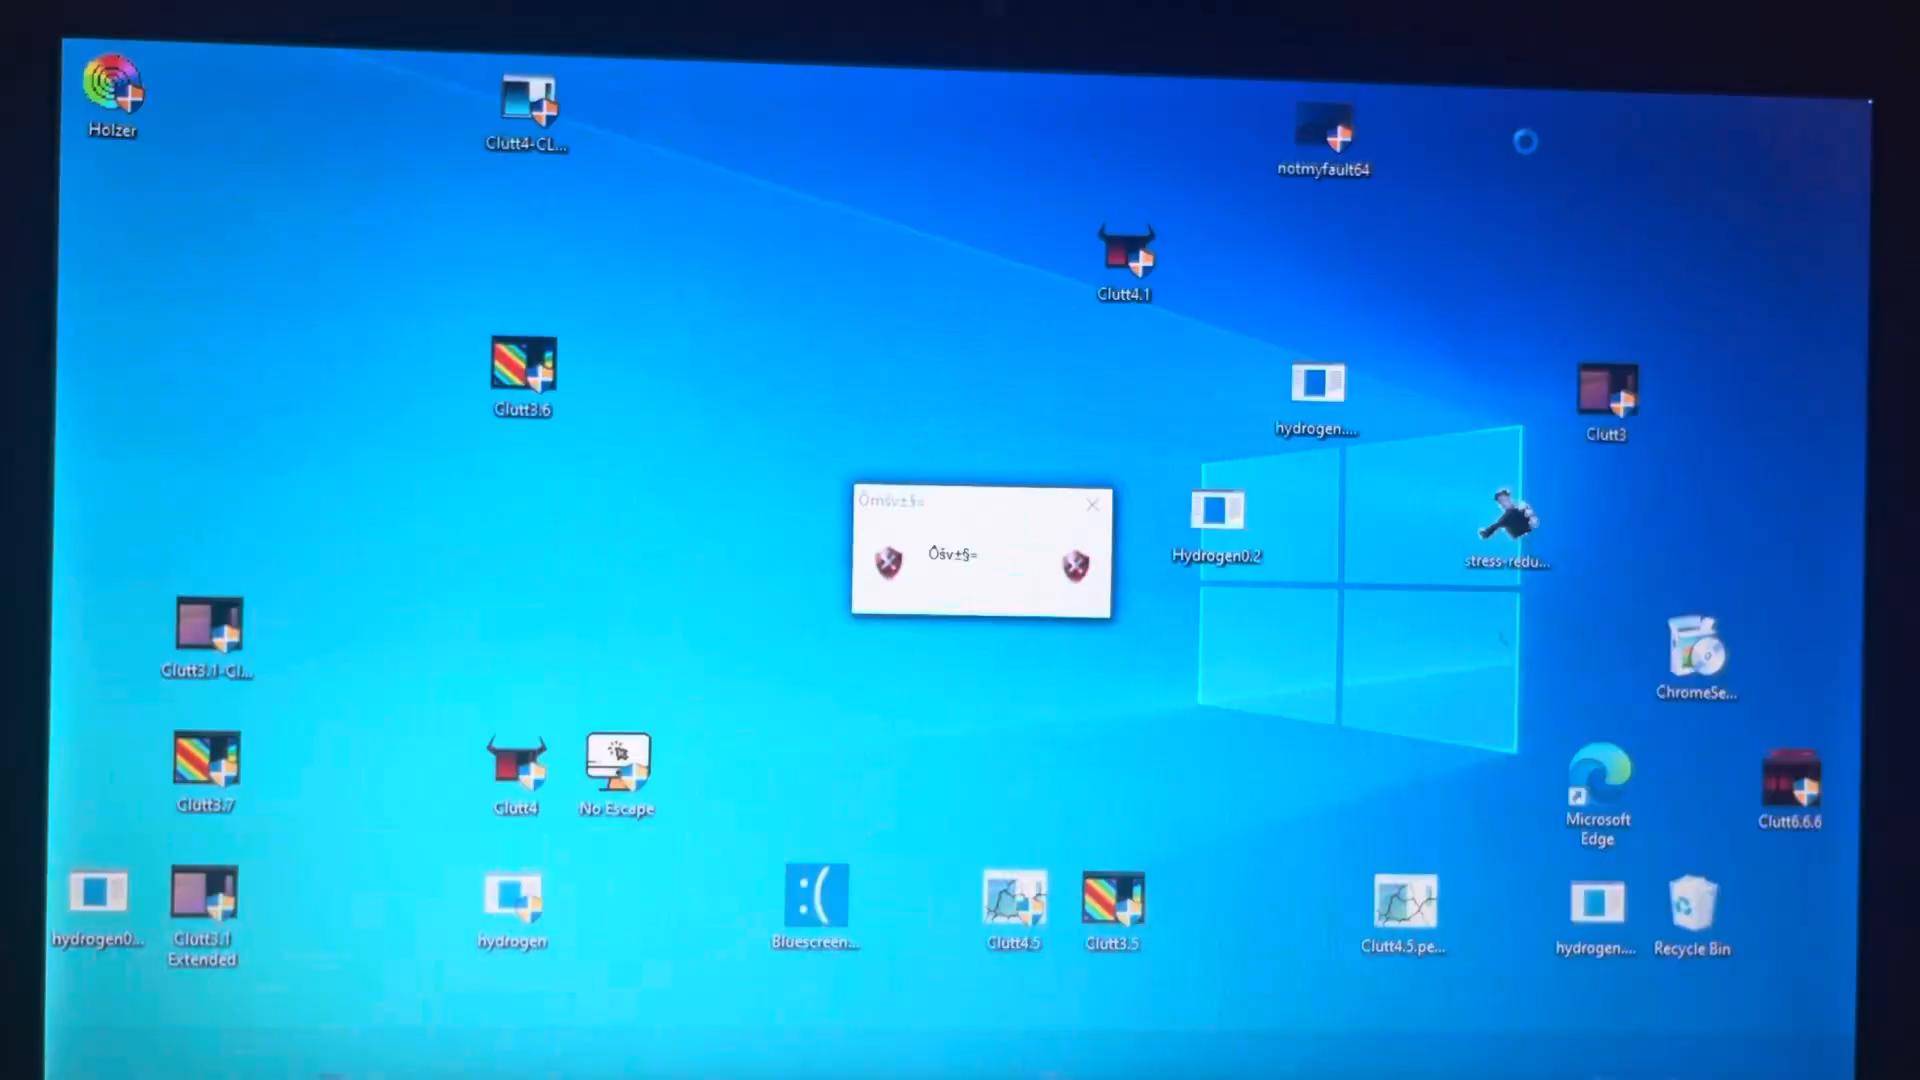 Holzer
Clutt4-CL...
notmyfault64
Clutt4.1
Clutt3.6
hydrogen....
Clutt3
Ömšv±§=
Ôšv±§=
Hydrogen0.2
stress-redu...
Clutt3.1-Cl...
ChromeSe...
Clutt3.7
Clutt4
No Escape
Microsoft
Edge
Clutt6.6.6
hydrogen0...
Clutt3.1
Extended
hydrogen
Bluescreen...
Clutt4.5
Clutt3.5
Clutt4.5.pe...
hydrogen....
Recycle Bin